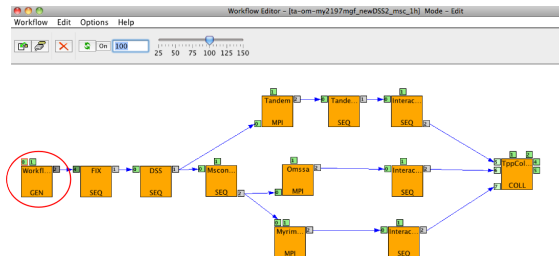 Workflow Editor - [ta-om-my2197mgf_newDSS2_msc_1h] Mode - Edit
Workflow Edit Options Help
On 100
25 50 75 100 125 150
Tandem
MPI
Tande...
SEQ
Interac...
SEQ
Workfl...
GEN
FIX
SEQ
DSS
SEQ
Mscon...
SEQ
Omssa
MPI
Interac...
SEQ
TppCol...
COLL
Myrim...
MPI
Interac...
SEQ